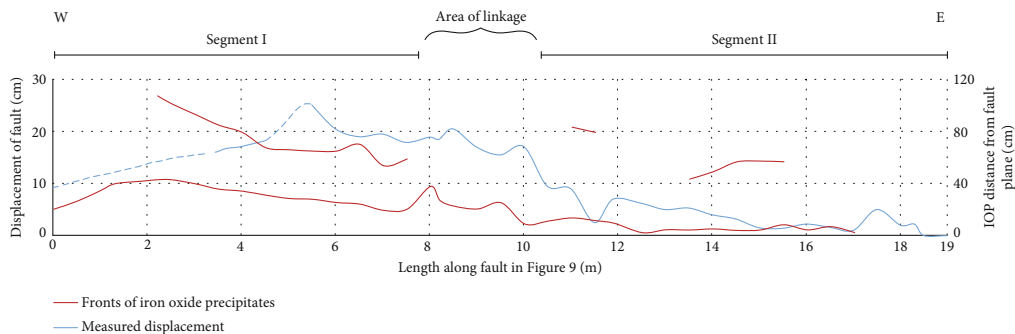 W
Area of linkage
E
Segment I
Segment II
30
20
10
0
Displacement of fault (cm)
120
80
40
0
IOP distance from fault
plane (cm)
0 2 4 6 8 10 12 14 16 18 19
Length along fault in Figure 9 (m)
Fronts of iron oxide precipitates
Measured displacement